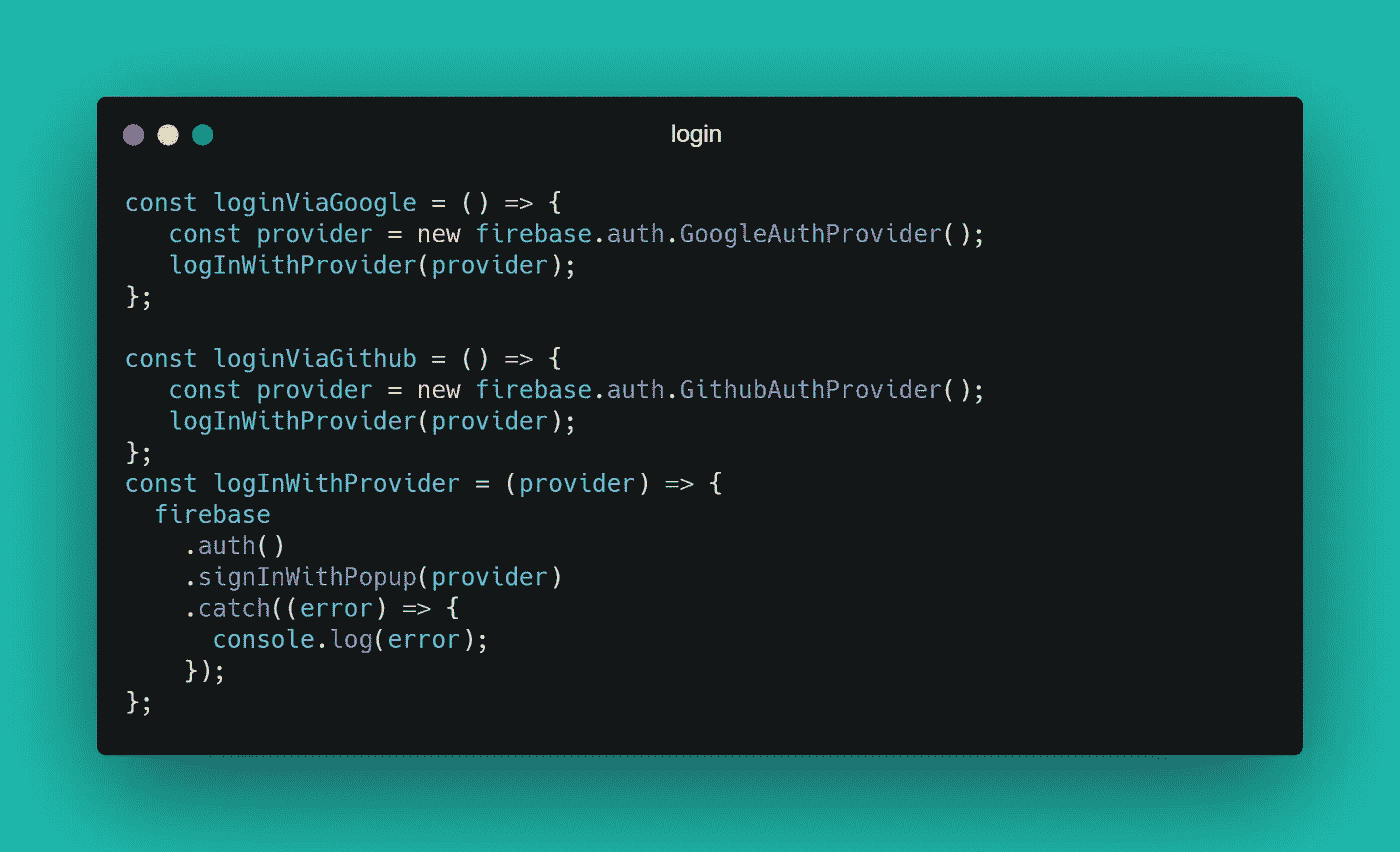 login
const loginViaGoogle = () => {
   const provider = new firebase.auth.GoogleAuthProvider();
   logInWithProvider(provider);
};

const loginViaGithub = () => {
   const provider = new firebase.auth.GithubAuthProvider();
   logInWithProvider(provider);
};
const logInWithProvider = (provider) => {
  firebase
    .auth()
    .signInWithPopup(provider)
    .catch((error) => {
      console.log(error);
    });
};